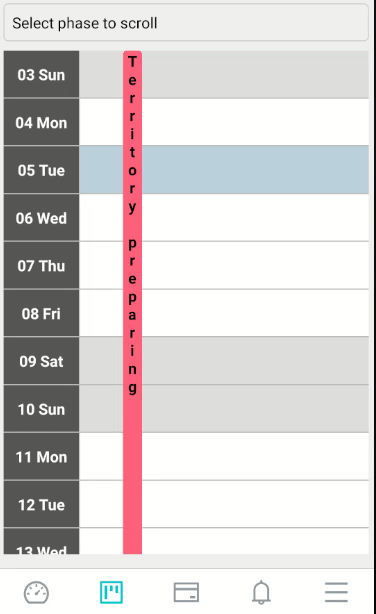 Select phase to scroll
03 Sun
04 Mon
05 Tue
06 Wed
07 Thu
08 Fri
09 Sat
10 Sun
11 Mon
12 Tue
13 Wed
Territory preparing